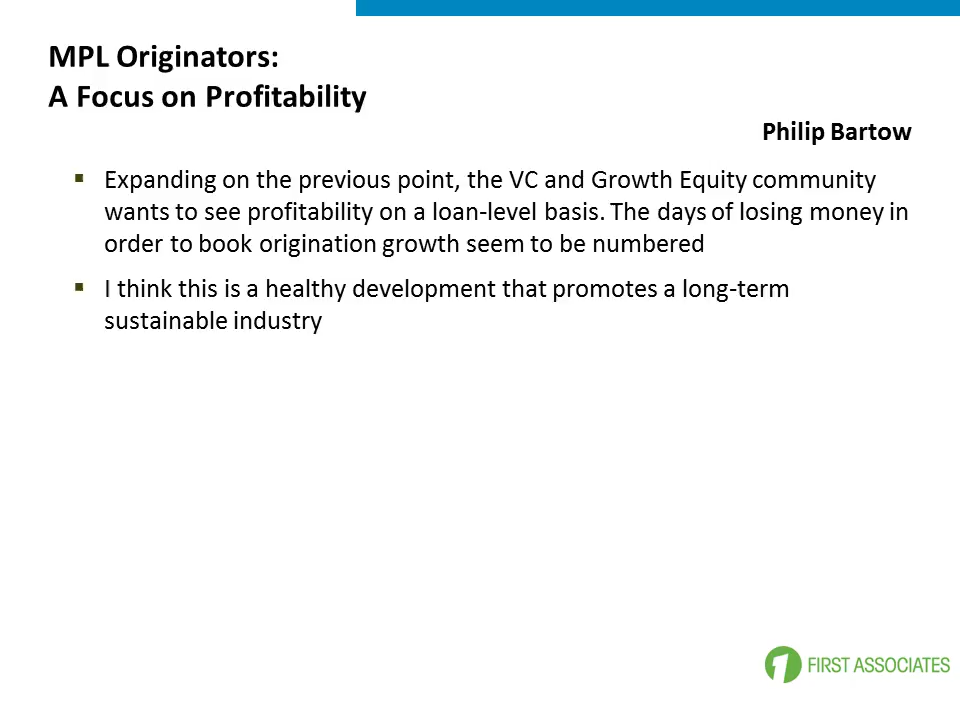 MPL Originators:
A Focus on Profitability
Philip Bartow
▪ Expanding on the previous point, the VC and Growth Equity community
wants to see profitability on a loan-level basis. The days of losing money in
order to book origination growth seem to be numbered
▪ I think this is a healthy development that promotes a long-term
sustainable industry
1 FIRST ASSOCIATES